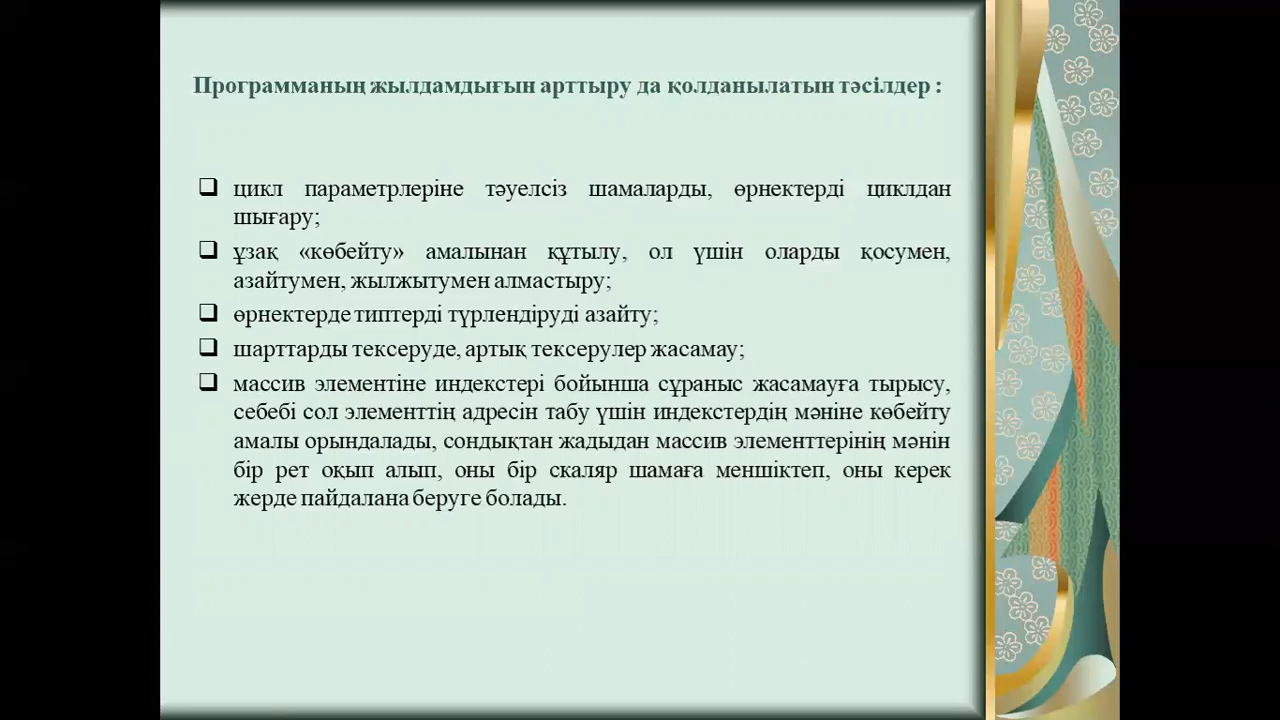 Программаның жылдамдығын арттыру да қолданылатын тәсілдер :
❑ цикл параметрлеріне тәуелсіз шамаларды, өрнектерді циклдан
шығару;
❑ ұзақ «көбейту» амалынан құтылу, ол үшін оларды қосумен,
азайтумен, жылжытумен алмастыру;
❑ өрнектерде типтерді түрлендіруді азайту;
❑ шарттарды тексеруде, артық тексерулер жасамау;
❑ массив элементіне индекстері бойынша сұраныс жасамауға тырысу,
себебі сол элементтің адресін табу үшін индекстердің мәніне көбейту
амалы орындалады, сондықтан жадыдан массив элементтерінің мәнін
бір рет оқып алып, оны бір скаляр шамаға меншіктеп, оны керек
жерде пайдалана беруге болады.